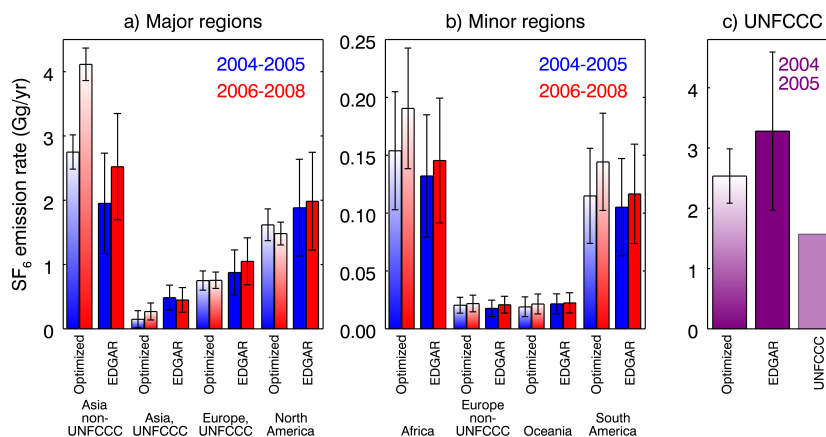 a) Major regions
b) Minor regions
c) UNFCCC
SF6 emission rate (Gg/yr)
4
3
2
1
0
2004-2005
2006-2008
Optimized
EDGAR
Optimized
EDGAR
Optimized
EDGAR
Optimized
EDGAR
Asia
non-
UNFCCC
Asia,
UNFCCC
Europe,
UNFCCC
North
America
0.25
0.20
0.15
0.10
0.05
0.00
2004-2005
2006-2008
Optimized
EDGAR
Optimized
EDGAR
Optimized
EDGAR
Optimized
EDGAR
Africa
Europe
non-
UNFCCC
Oceania
South
America
5
4
3
2
1
0
2004
2005
Optimized
EDGAR
UNFCCC